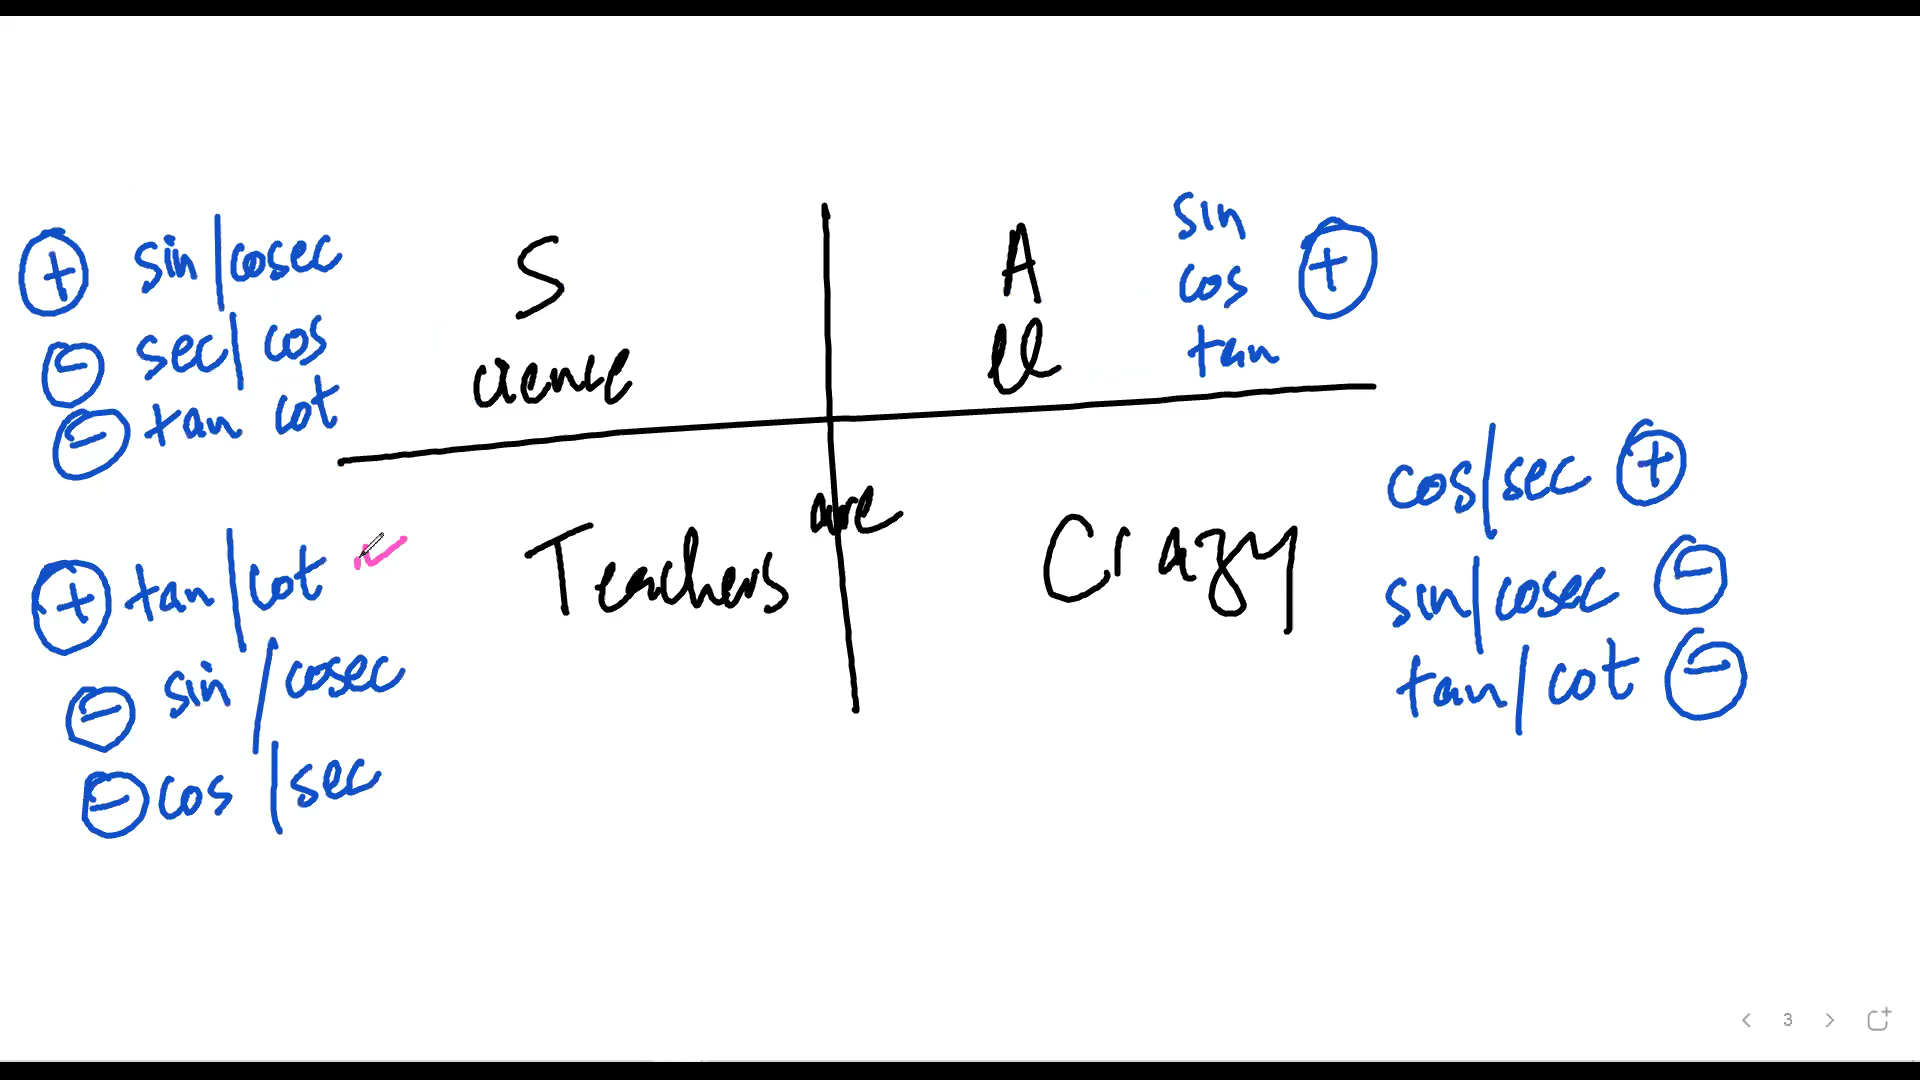 ⊕ sin/cosec
⊖ sec/cos
⊖ tan cot
S
cience
A
ll
sin
cos
tan
⊕
⊕ tan/cot
⊖ sin/cosec
⊖ cos/sec
Teachers
are
Crazy
cos/sec ⊕
sin/cosec ⊖
tan/cot ⊖
< 3 >